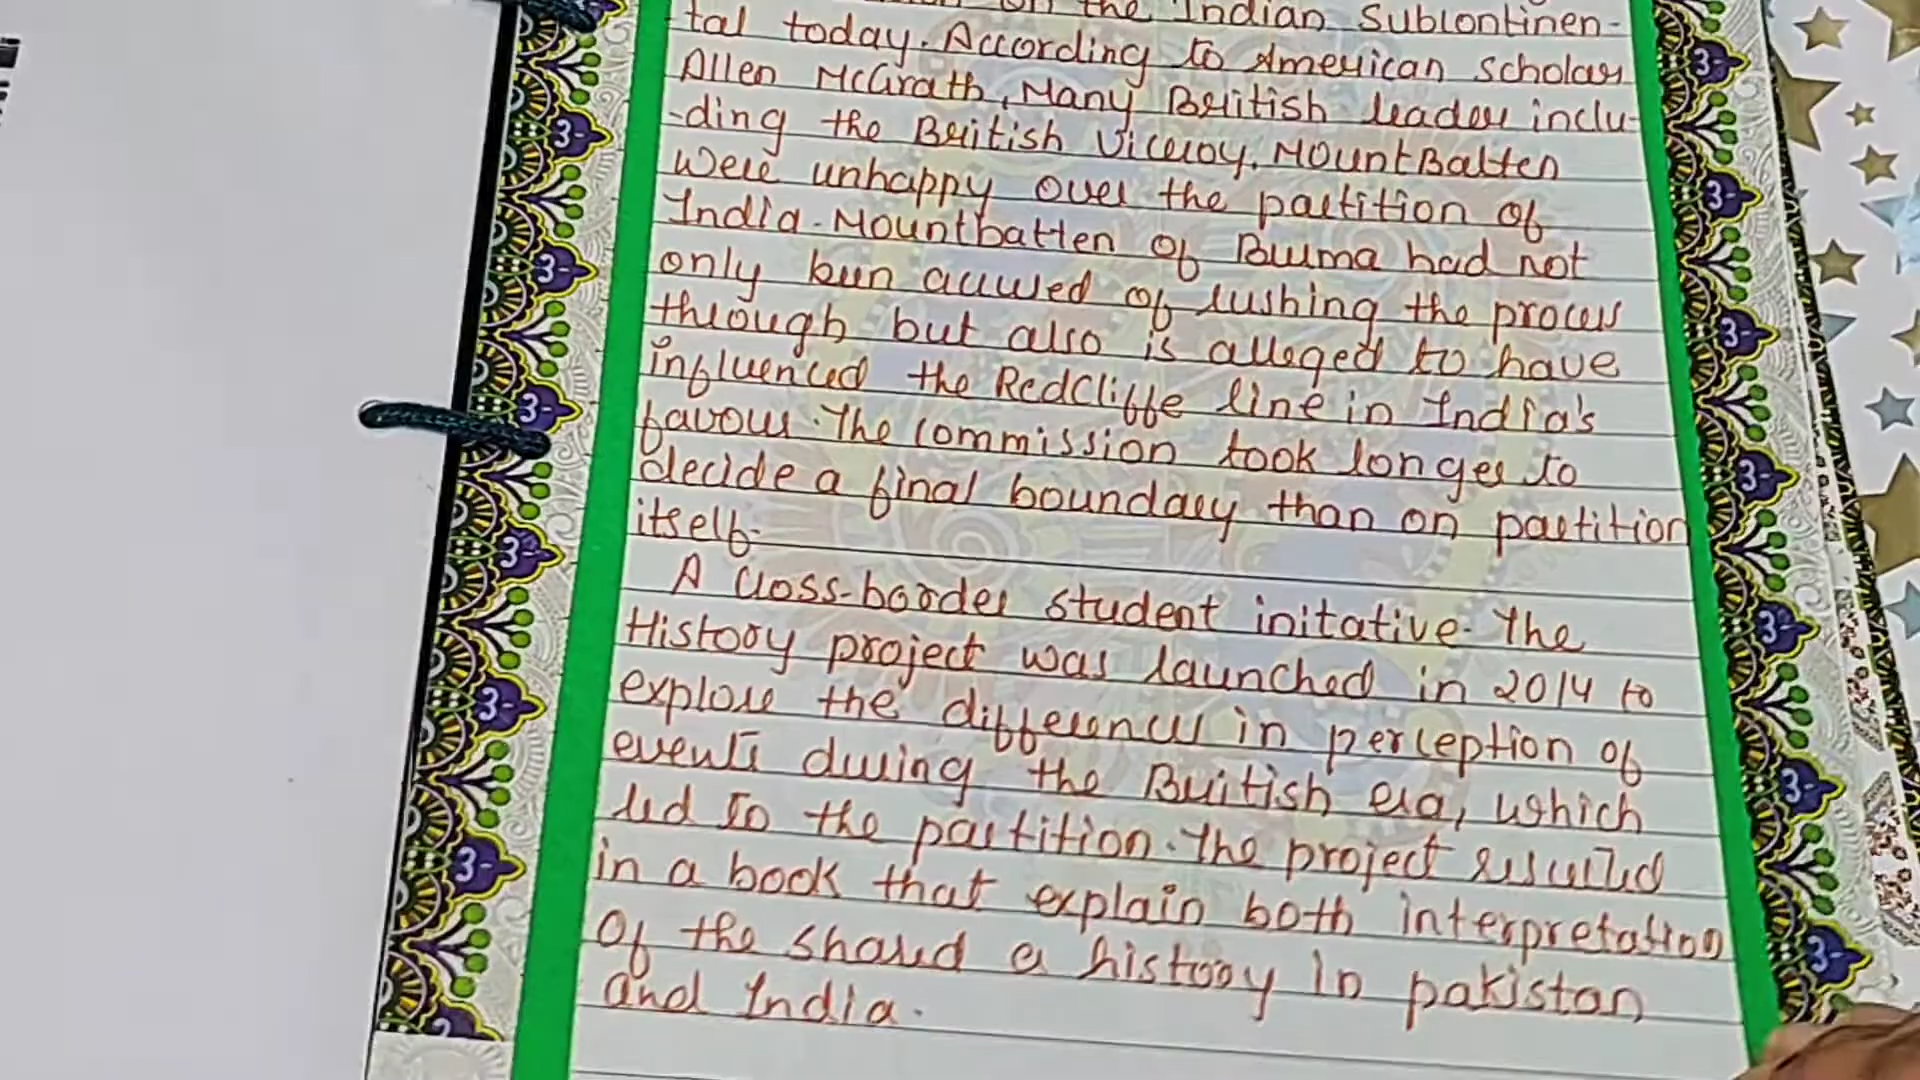 on the Indian Sublontinen-
tal today. According to American scholar
Allen McGrath, Many British leader inclu-
-ding the British Viceroy, MountBatten
were unhappy over the partition of
India. Mountbatten of Burma had not
only been accused of rushing the process
through but also is alleged to have
influenced the Redcliffe line in India's
favour. The commission took longer to
decide a final boundary than on partition
itself.
A cross-border student initative. The
History project was launched in 2014 to
explore the differences in perception of
events during the British era, which
led to the partition. The project resulted
in a book that explain both interpretation
of the shared a history in pakistan
and India.